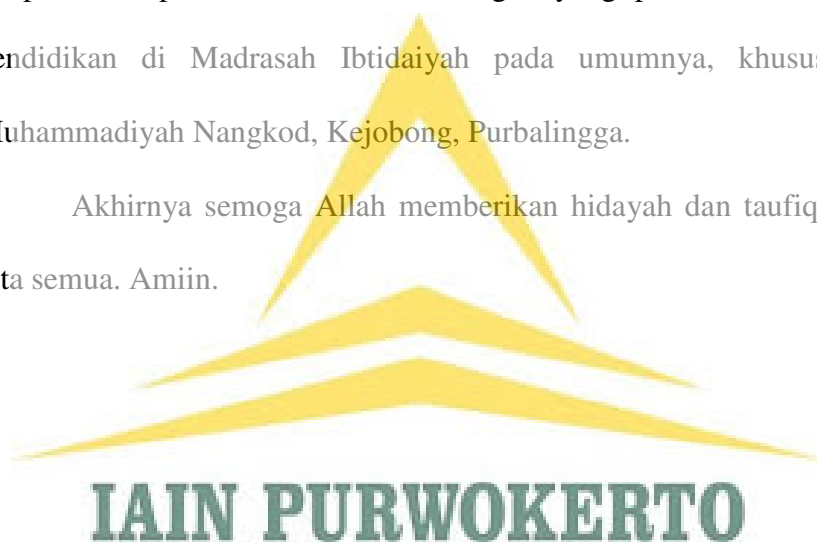 endidikan di Madrasah Ibtidaiyah pada umumnya, khusus
uhammadiyah Nangkod, Kejobong, Purbalingga.
Akhirnya semoga Allah memberikan hidayah dan taufiq
ta semua. Amiin.
IAIN PURWOKERTO